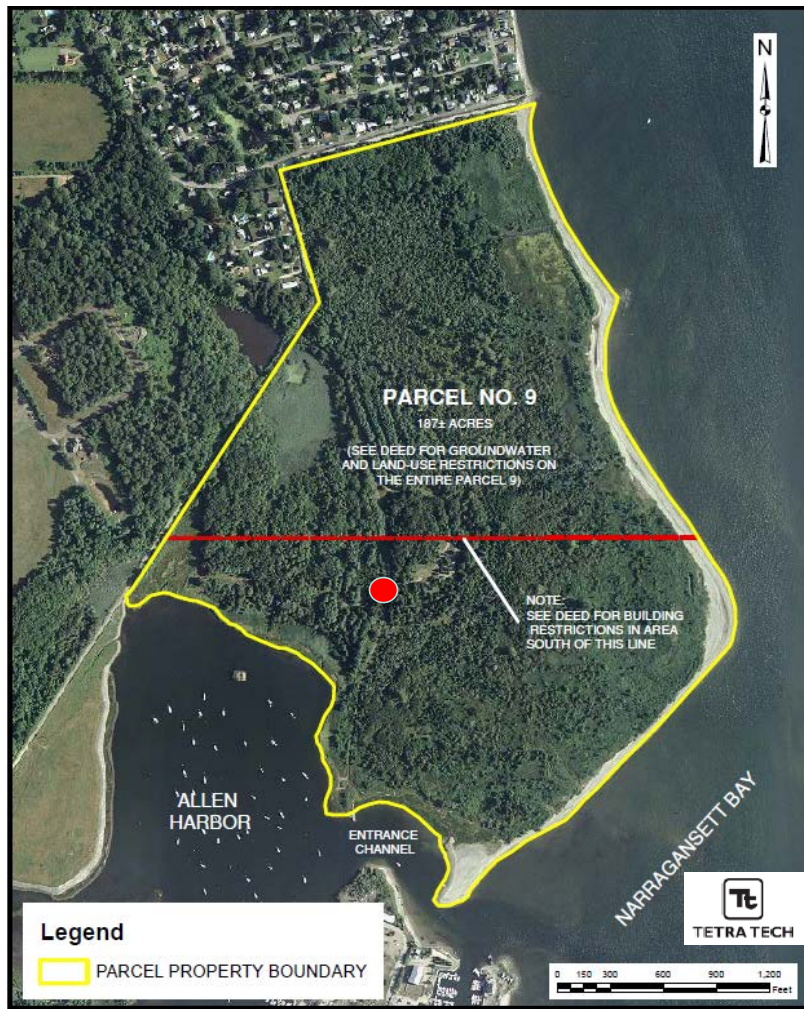 N
PARCEL NO. 9
187± ACRES
(SEE DEED FOR GROUNDWATER
AND LAND-USE RESTRICTIONS ON
THE ENTIRE PARCEL 9)
NOTE:
SEE DEED FOR BUILDING
RESTRICTIONS IN AREA
SOUTH OF THIS LINE
ALLEN
HARBOR
ENTRANCE
CHANNEL
NARRAGANSETT BAY
Tt
TETRA TECH
Legend
PARCEL PROPERTY BOUNDARY
0 150 300 600 900 1,200
Feet